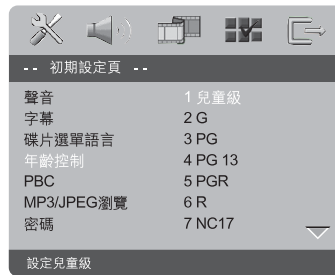 -- 初期設定頁 --
聲音 1 兒童級
字幕 2 G
碟片選單語言 3 PG
年齡控制 4 PG 13
PBC 5 PGR
MP3/JPEG瀏覽 6 R
密碼 7 NC17
設定兒童級